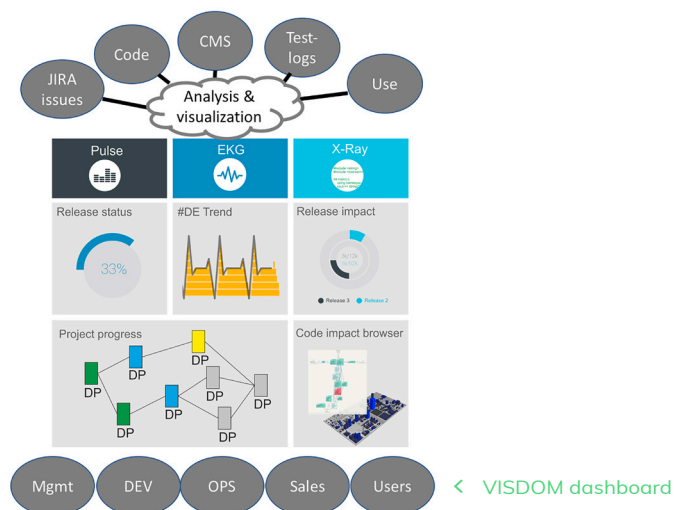 CMS
Test-
logs
Code
JIRA
issues
Use
Analysis &
visualization
Pulse
EKG
X-Ray
Release status
#DE Trend
Release impact
33%
Release 3
Release 2
Project progress
Code impact browser
DP
DP
DP
DP
DP
DP
DP
Mgmt
DEV
OPS
Sales
Users
< VISDOM dashboard